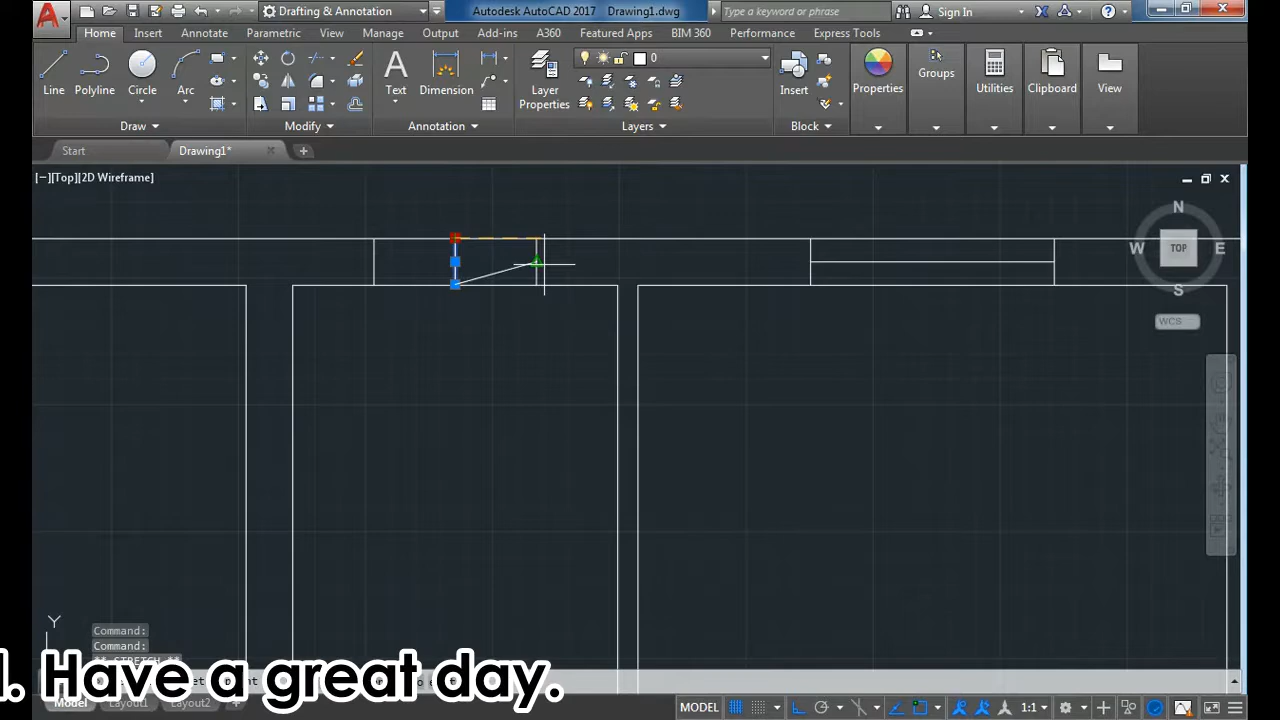 Autodesk AutoCAD 2017 Drawing1.dwg
Type a keyword or phrase
Sign In
Drafting & Annotation
Home Insert Annotate Parametric View Manage Output Add-ins A360 Featured Apps BIM 360 Performance Express Tools
Line Polyline Circle Arc
Text Dimension
Layer Properties
0
Insert
Properties
Groups
Utilities
Clipboard
View
Draw Modify Annotation Layers Block
Start Drawing1*
[−][Top][2D Wireframe]
N
W TOP E
S
WCS
Y
Command:
Command:
** STRETCH **
. Have a great day.
Model Layout1 Layout2
MODEL 1:1